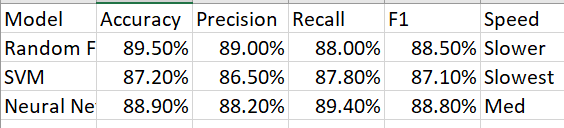 Model Accuracy Precision Recall F1 Speed
Random F 89.50% 89.00% 88.00% 88.50% Slower
SVM 87.20% 86.50% 87.80% 87.10% Slowest
Neural Ne 88.90% 88.20% 89.40% 88.80% Med